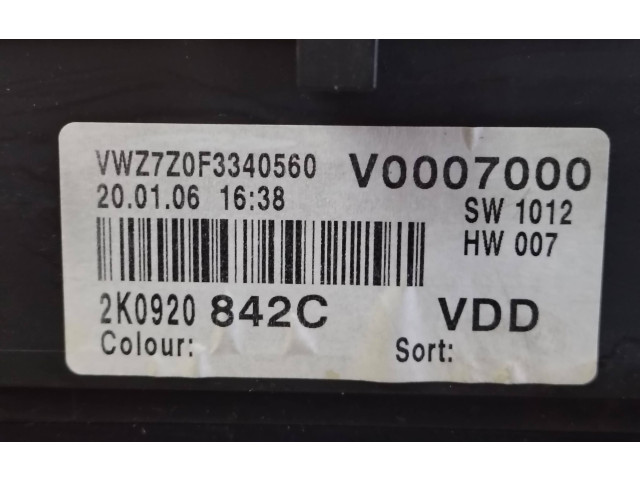 VWZ7Z0F3340560 V0007000
20.01.06 16:38 SW 1012
HW 007
2K0920 842C VDD
Colour: Sort: